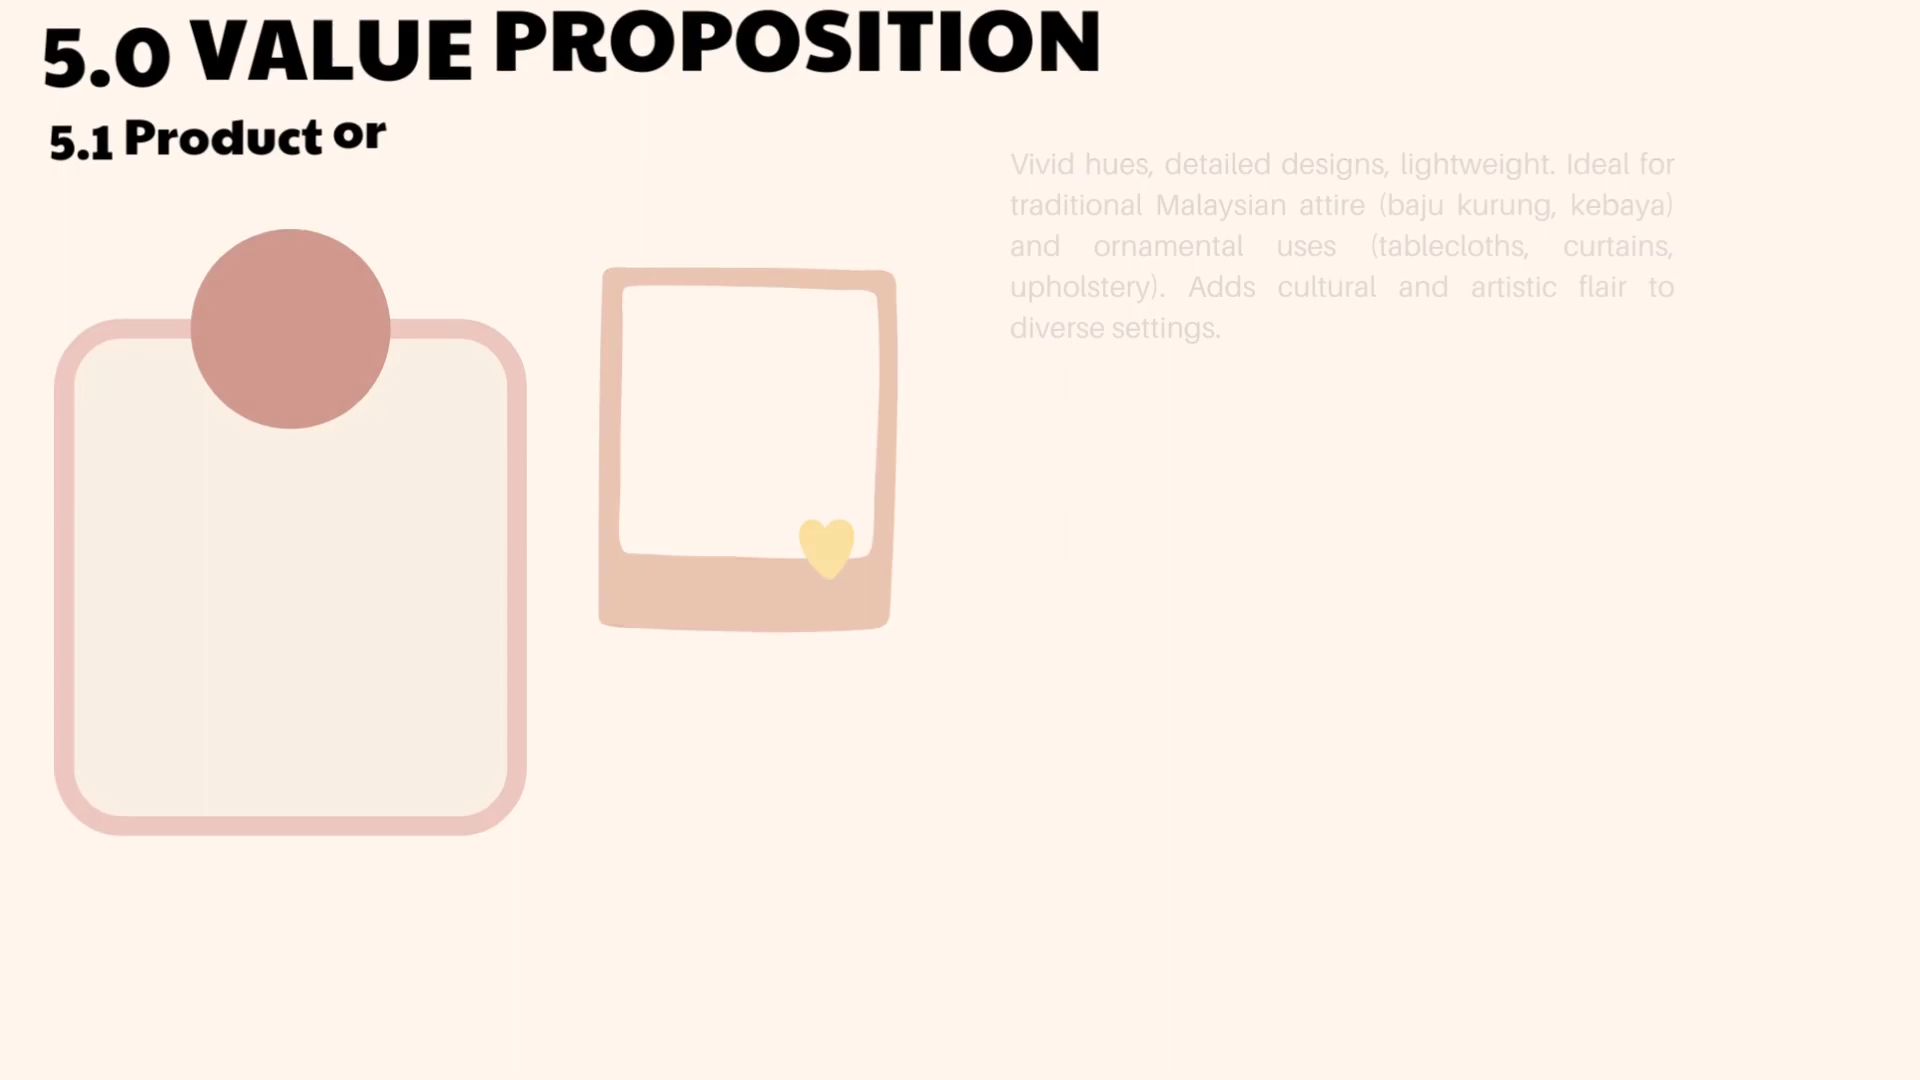 5.0 VALUE PROPOSITION
5.1 Product or
Vivid hues, detailed designs, lightweight. Ideal for
traditional Malaysian attire (baju kurung, kebaya)
and ornamental uses (tablecloths, curtains,
upholstery). Adds cultural and artistic flair to
diverse settings.